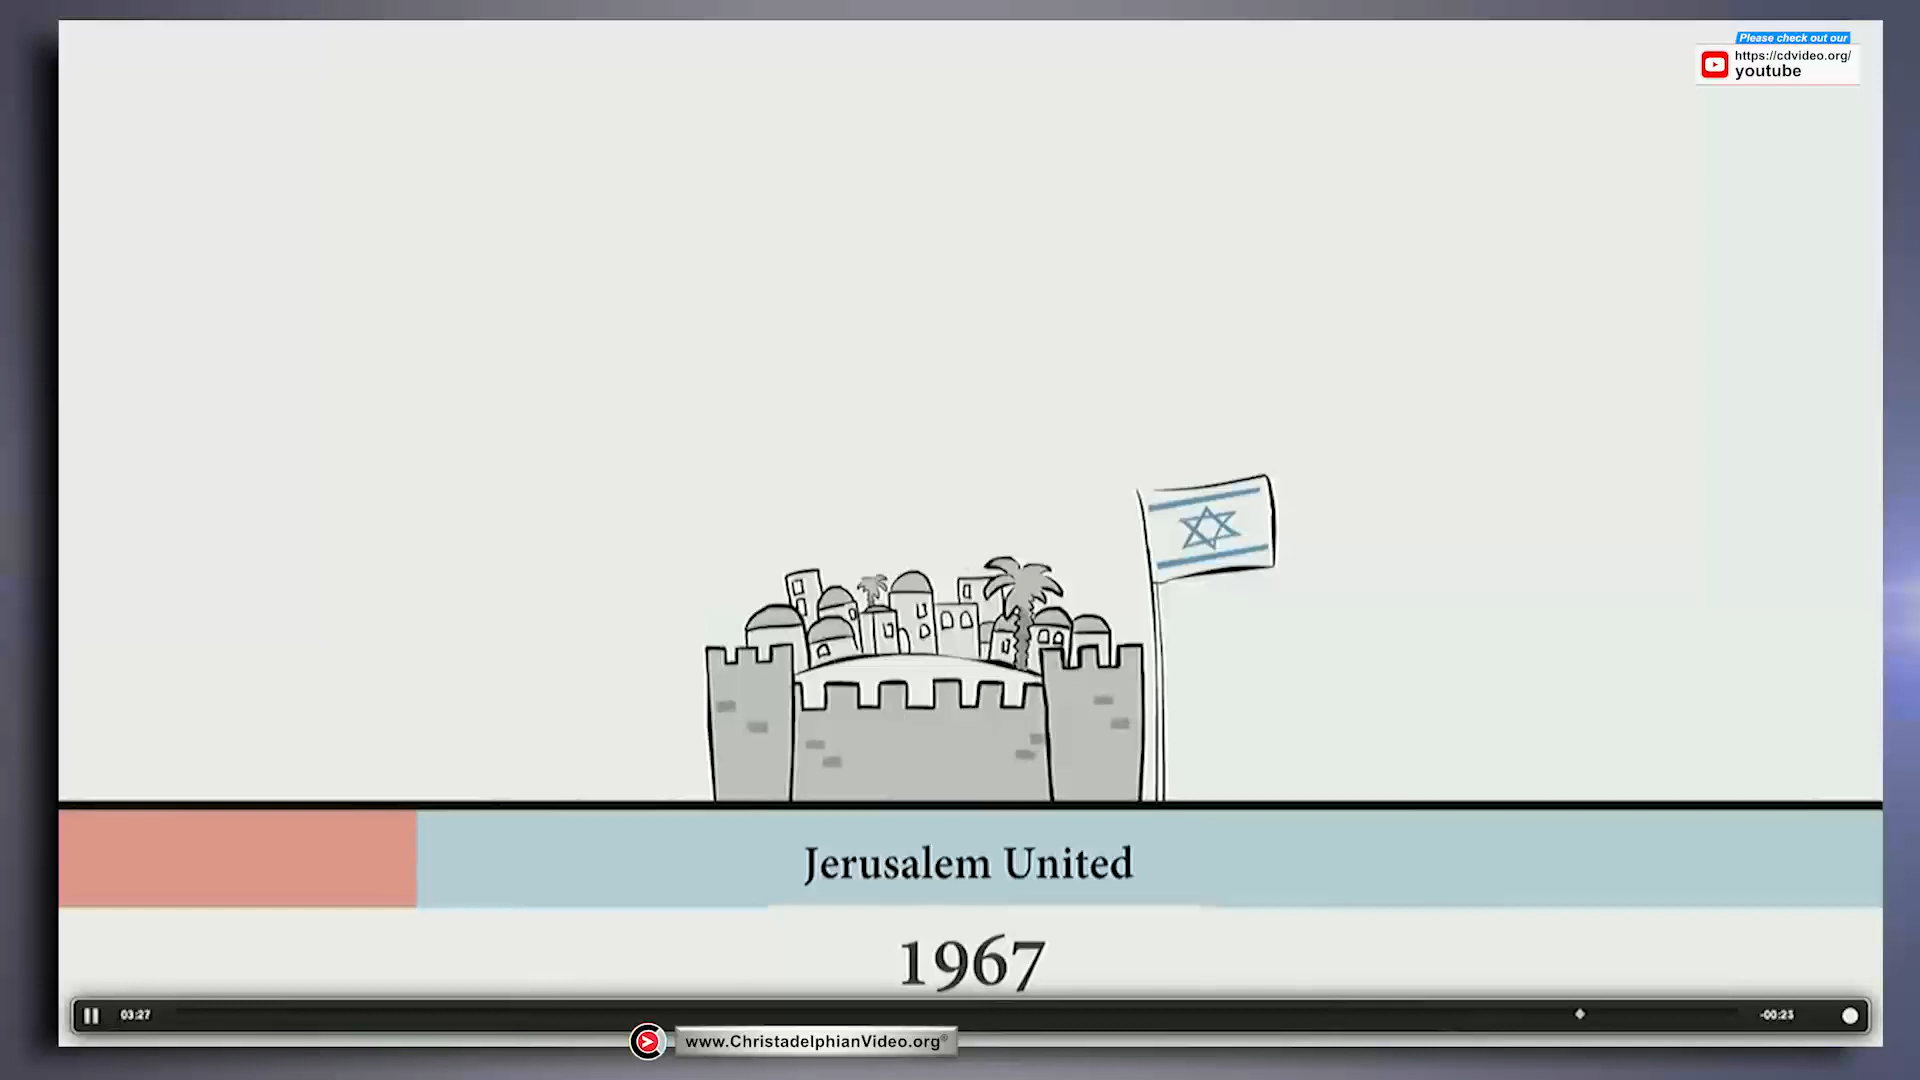 Please check out our
https://cdvideo.org/
youtube
Jerusalem United
1967
03:27
-00:23
www.ChristadelphianVideo.org®